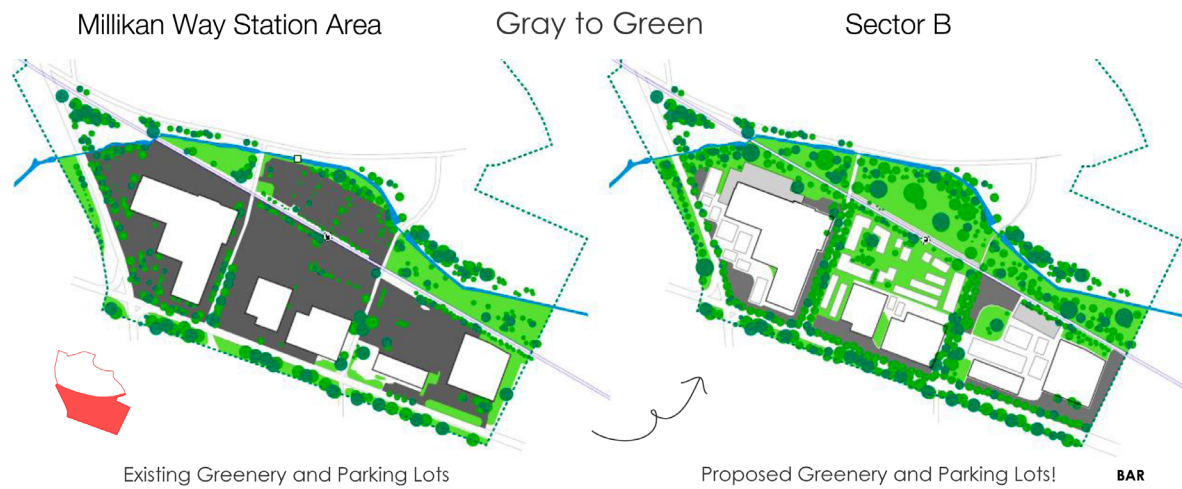 Millikan Way Station Area
Gray to Green
Sector B
Existing Greenery and Parking Lots
Proposed Greenery and Parking Lots!
BAR